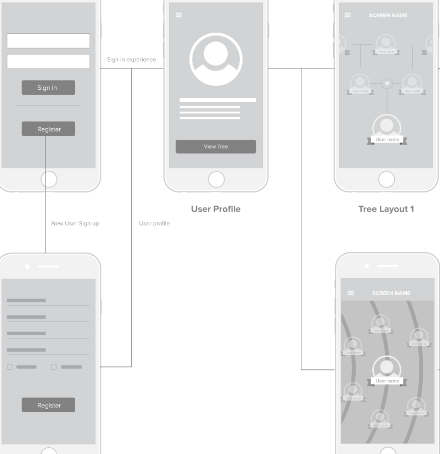 SCREEN NAME
Sign in experience
Sign in
Register
View Tree
User name
User Profile
Tree Layout 1
New User Sign up
User profile
SCREEN NAME
User name
Register